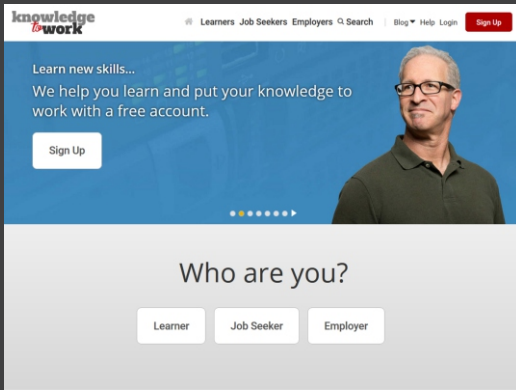 knowledge
to work
Learners Job Seekers Employers Search Blog Help Login Sign Up
Learn new skills...
We help you learn and put your knowledge to
work with a free account.
Sign Up
Who are you?
Learner Job Seeker Employer